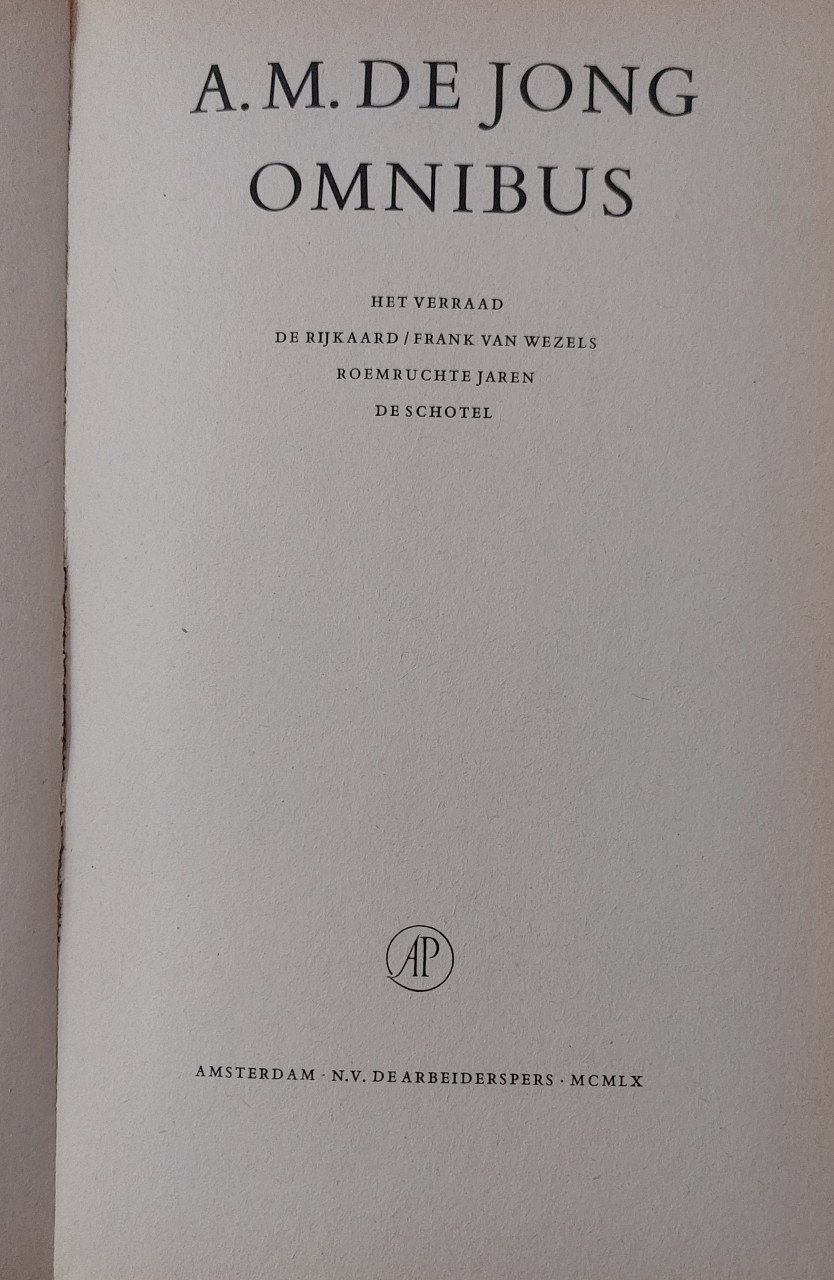 A. M. DE JONG
OMNIBUS
HET VERRAAD
DE RIJKAARD / FRANK VAN WEZELS
ROEMRUCHTE JAREN
DE SCHOTEL
AP
AMSTERDAM · N.V. DE ARBEIDERSPERS · MCMLX